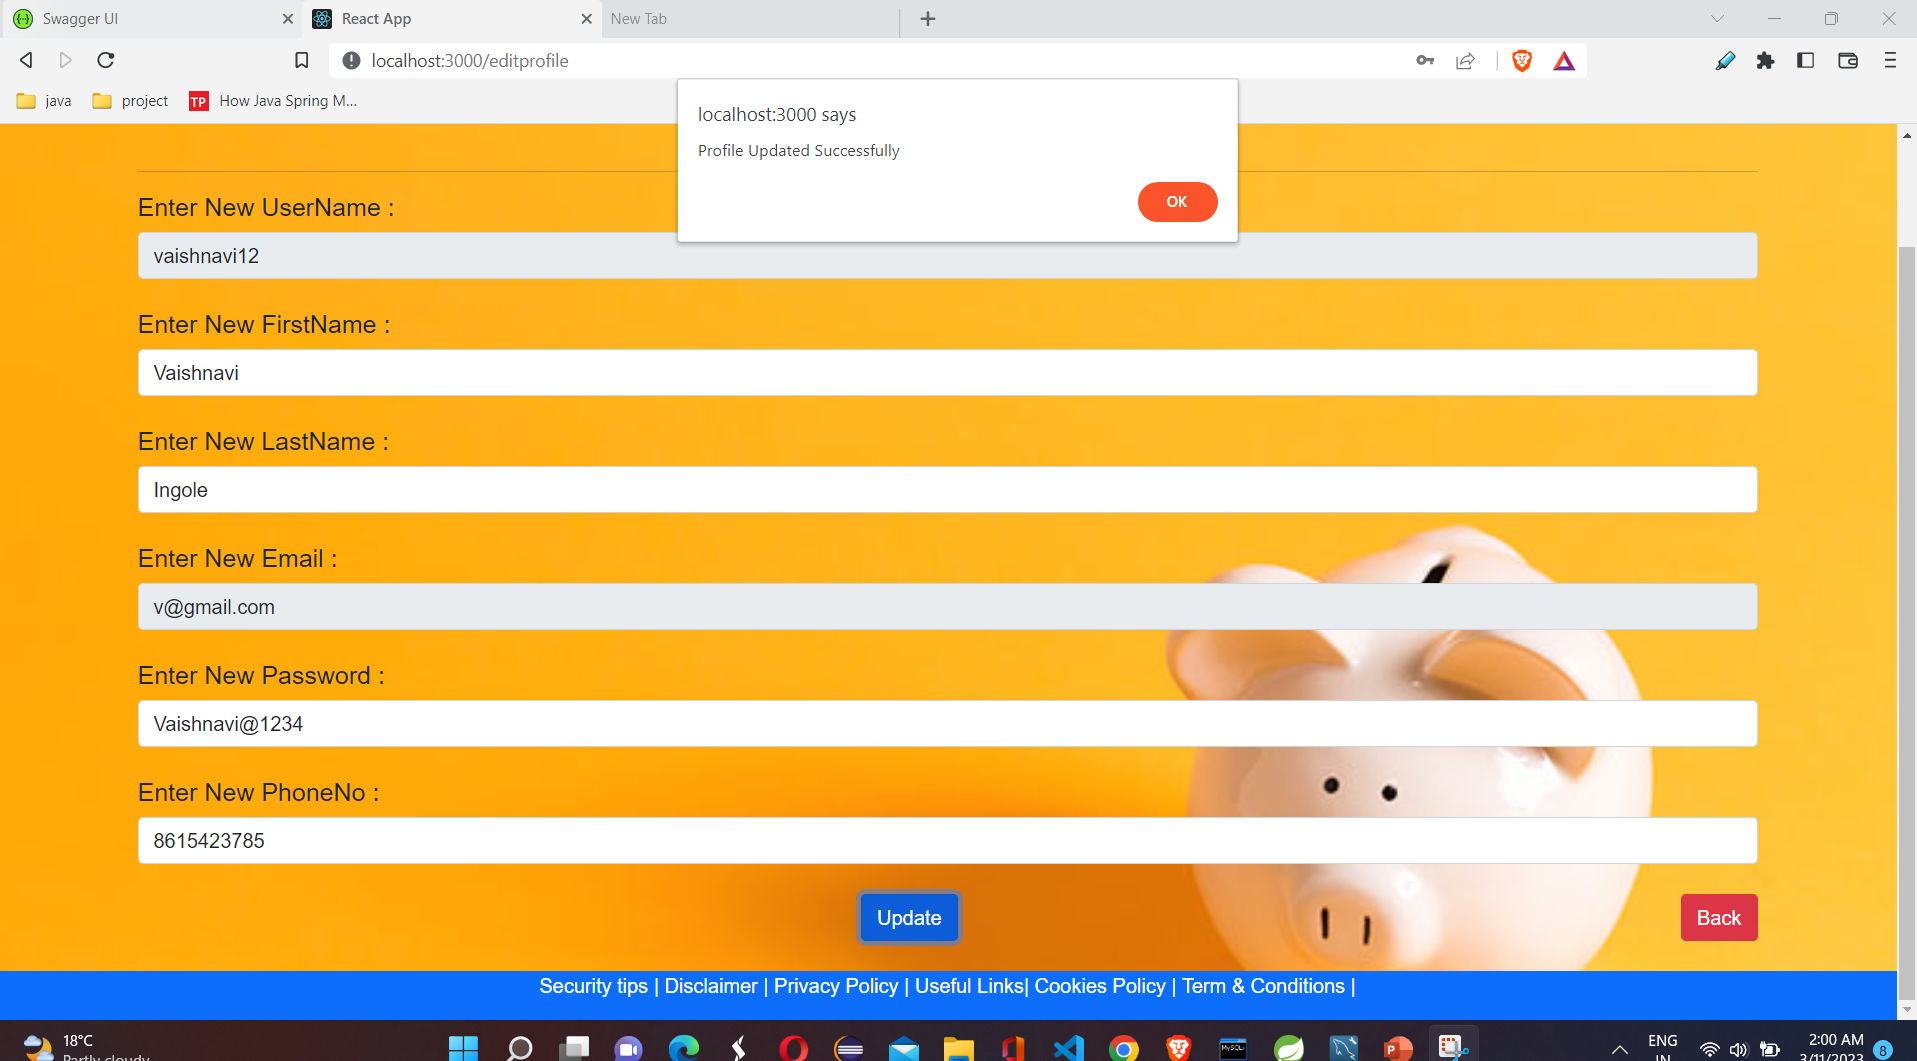 Swagger UI
React App
New Tab
localhost:3000/editprofile
java
project
TP
How Java Spring M...
localhost:3000 says
Profile Updated Successfully
OK
Enter New UserName :
vaishnavi12
Enter New FirstName :
Vaishnavi
Enter New LastName :
Ingole
Enter New Email :
v@gmail.com
Enter New Password :
Vaishnavi@1234
Enter New PhoneNo :
8615423785
Update
Back
Security tips | Disclaimer | Privacy Policy | Useful Links| Cookies Policy | Term & Conditions |
18°C
Partly cloudy
ENG
IN
2:00 AM
3/11/2023
8